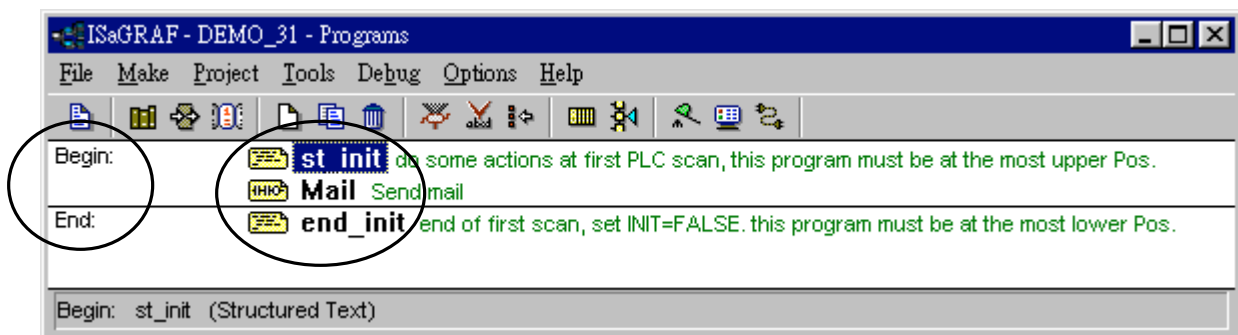 ISaGRAF - DEMO_31 - Programs
File Make Project Tools Debug Options Help
Begin: st_init do some actions at first PLC scan, this program must be at the most upper Pos.
Mail Send mail
End: end_init end of first scan, set INIT=FALSE. this program must be at the most lower Pos.
Begin: st_init (Structured Text)